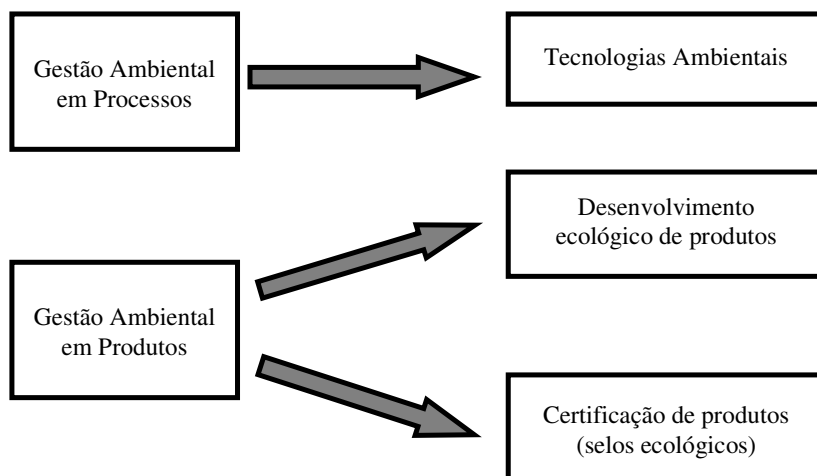 Gestão Ambiental
em Processos
Tecnologias Ambientais
Gestão Ambiental
em Produtos
Desenvolvimento
ecológico de produtos
Certificação de produtos
(selos ecológicos)